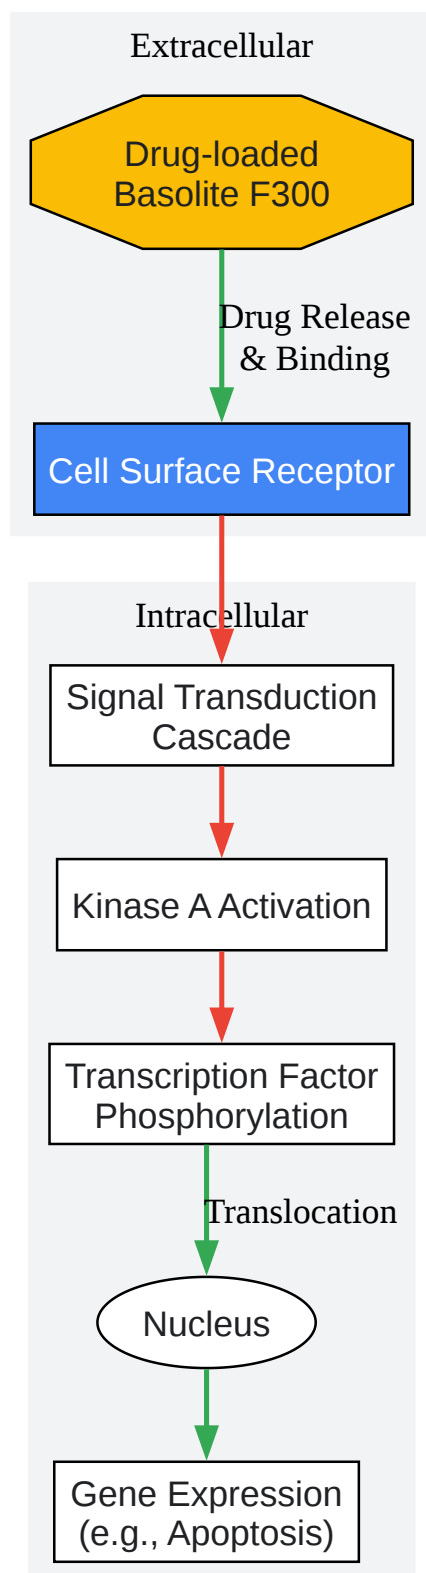 Extracellular
Drug-loaded
Basolite F300
Drug Release
& Binding
Cell Surface Receptor
Intracellular
Signal Transduction
Cascade
Kinase A Activation
Transcription Factor
Phosphorylation
Translocation
Nucleus
Gene Expression
(e.g., Apoptosis)